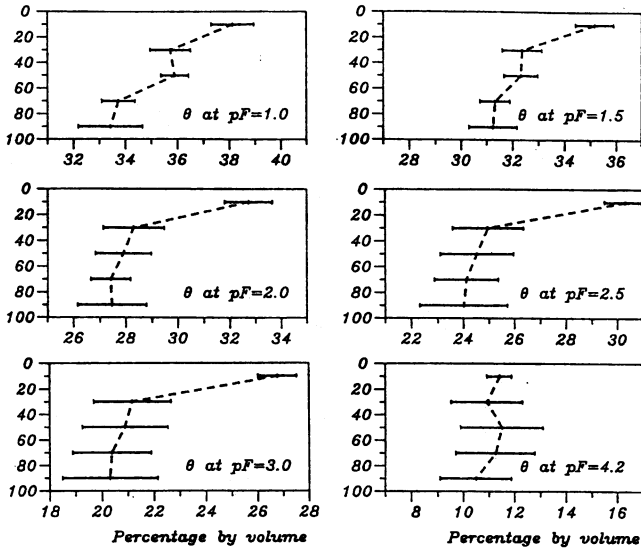 0
20
40
60
80
100
θ at pF=1.0
32 34 36 38 40
0
20
40
60
80
100
θ at pF=1.5
28 30 32 34 36
0
20
40
60
80
100
θ at pF=2.0
26 28 30 32 34
0
20
40
60
80
100
θ at pF=2.5
22 24 26 28 30
0
20
40
60
80
100
θ at pF=3.0
18 20 22 24 26 28
Percentage by volume
0
20
40
60
80
100
θ at pF=4.2
8 10 12 14 16
Percentage by volume